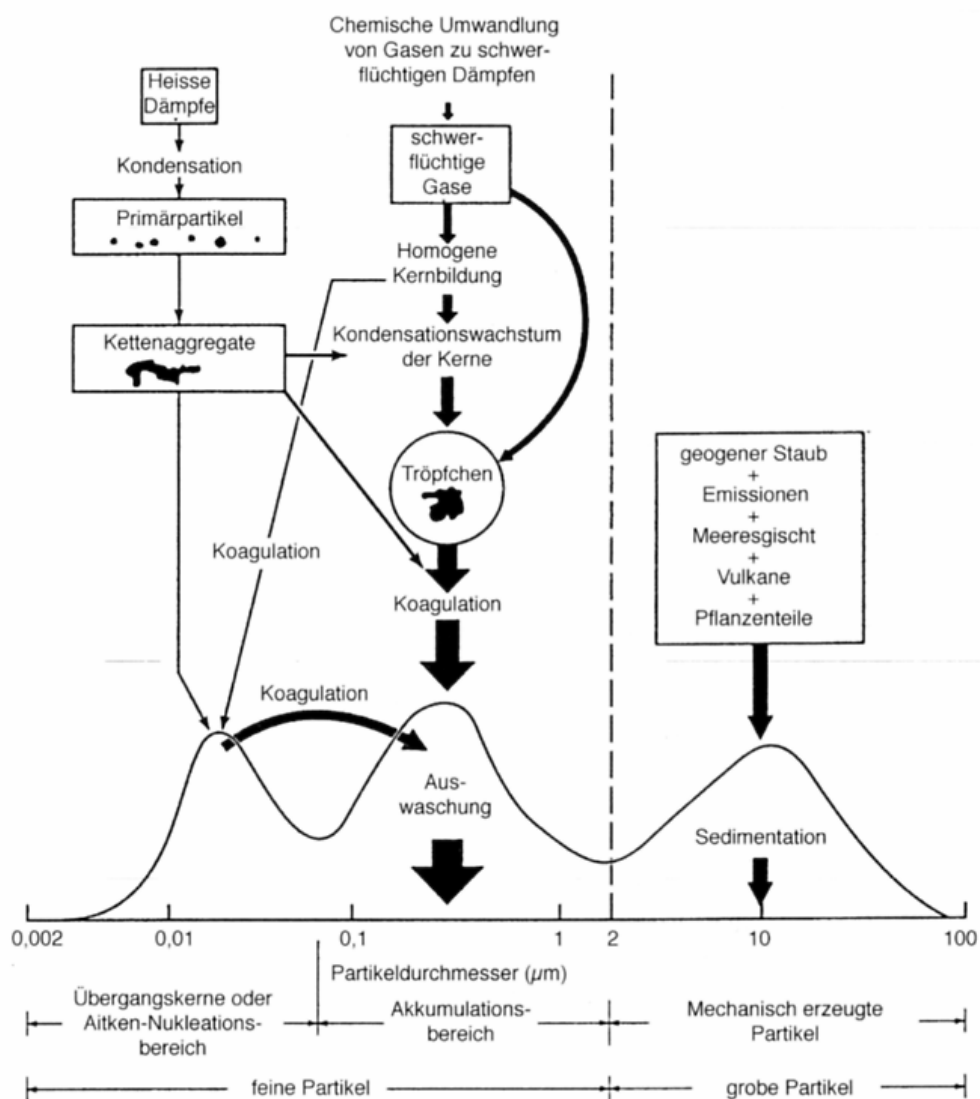 Chemische Umwandlung
von Gasen zu schwer-
flüchtigen Dämpfen
Heisse
Dämpfe
Kondensation
Primärpartikel
Kettenaggregate
schwer-
flüchtige
Gase
Homogene
Kernbildung
Kondensationswachstum
der Kerne
Tröpfchen
Koagulation
Koagulation
Koagulation
geogener Staub
+
Emissionen
+
Meeresgischt
+
Vulkane
+
Pflanzenteile
Aus-
waschung
Sedimentation
0,002 0,01 0,1 1 2 10 100
Partikeldurchmesser (µm)
Übergangskerne oder
Aitken-Nukleations-
bereich
Akkumulations-
bereich
Mechanisch erzeugte
Partikel
feine Partikel
grobe Partikel